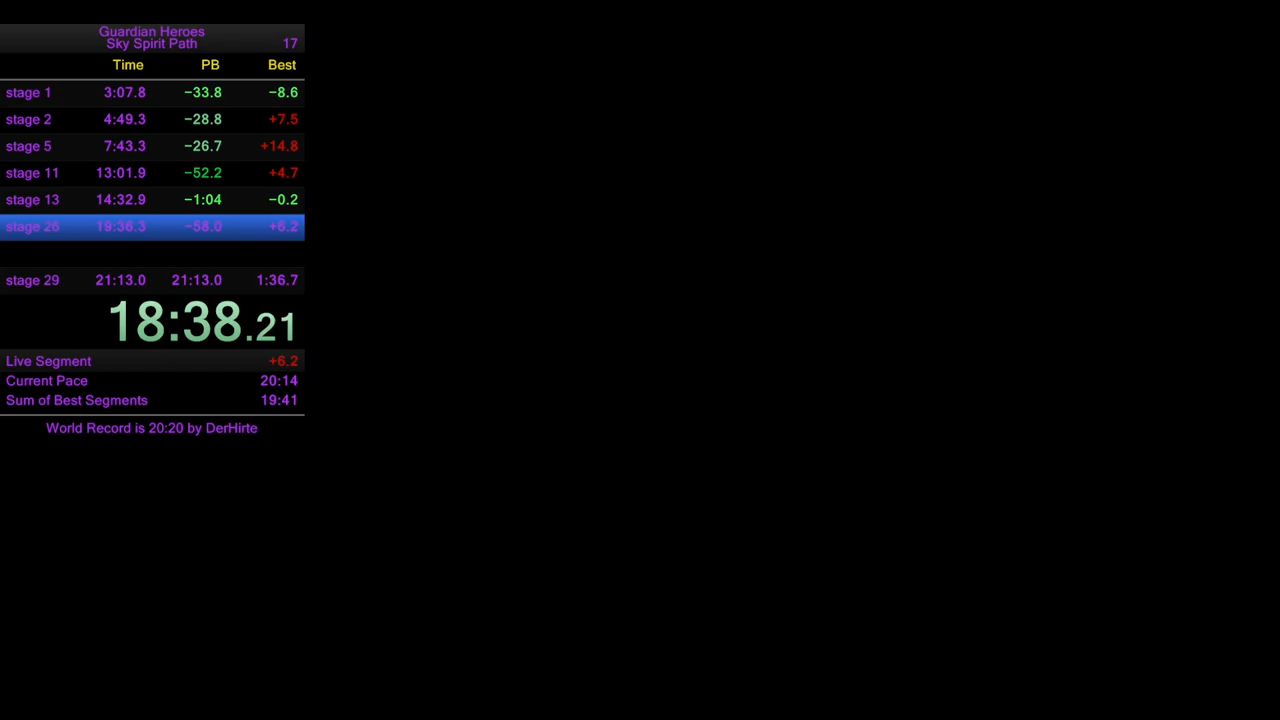 Guardian Heroes
Sky Spirit Path 17
Time PB Best
stage 1 3:07.8 −33.8 −8.6
stage 2 4:49.3 −28.8 +7.5
stage 5 7:43.3 −26.7 +14.8
stage 11 13:01.9 −52.2 +4.7
stage 13 14:32.9 −1:04 −0.2
stage 26 19:36.3 −58.0 +6.2
stage 29 21:13.0 21:13.0 1:36.7
18:38.21
Live Segment +6.2
Current Pace 20:14
Sum of Best Segments 19:41
World Record is 20:20 by DerHirte